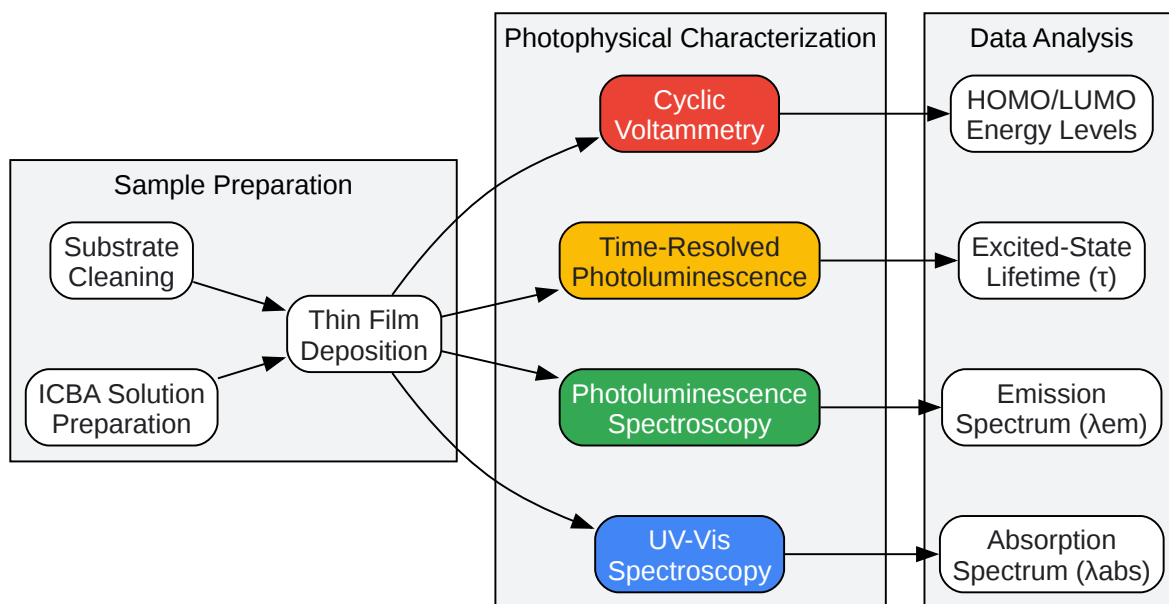 Sample Preparation
Substrate
Cleaning
ICBA Solution
Preparation
Thin Film
Deposition
Photophysical Characterization
Cyclic
Voltammetry
Time-Resolved
Photoluminescence
Photoluminescence
Spectroscopy
UV-Vis
Spectroscopy
Data Analysis
HOMO/LUMO
Energy Levels
Excited-State
Lifetime (τ)
Emission
Spectrum (λem)
Absorption
Spectrum (λabs)